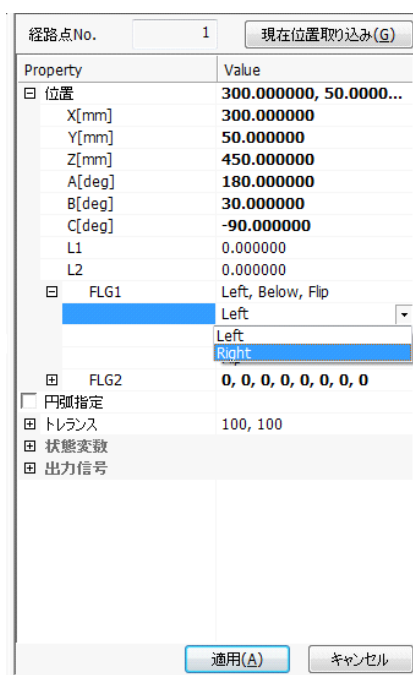 経路点No. 1 現在位置取り込み(G)
Property Value
位置 300.000000, 50.0000...
X[mm] 300.000000
Y[mm] 50.000000
Z[mm] 450.000000
A[deg] 180.000000
B[deg] 30.000000
C[deg] -90.000000
L1 0.000000
L2 0.000000
FLG1 Left, Below, Flip
Left
Left
Right
FLG2 0, 0, 0, 0, 0, 0, 0, 0
円弧指定
トレランス 100, 100
状態変数
出力信号
適用(A) キャンセル